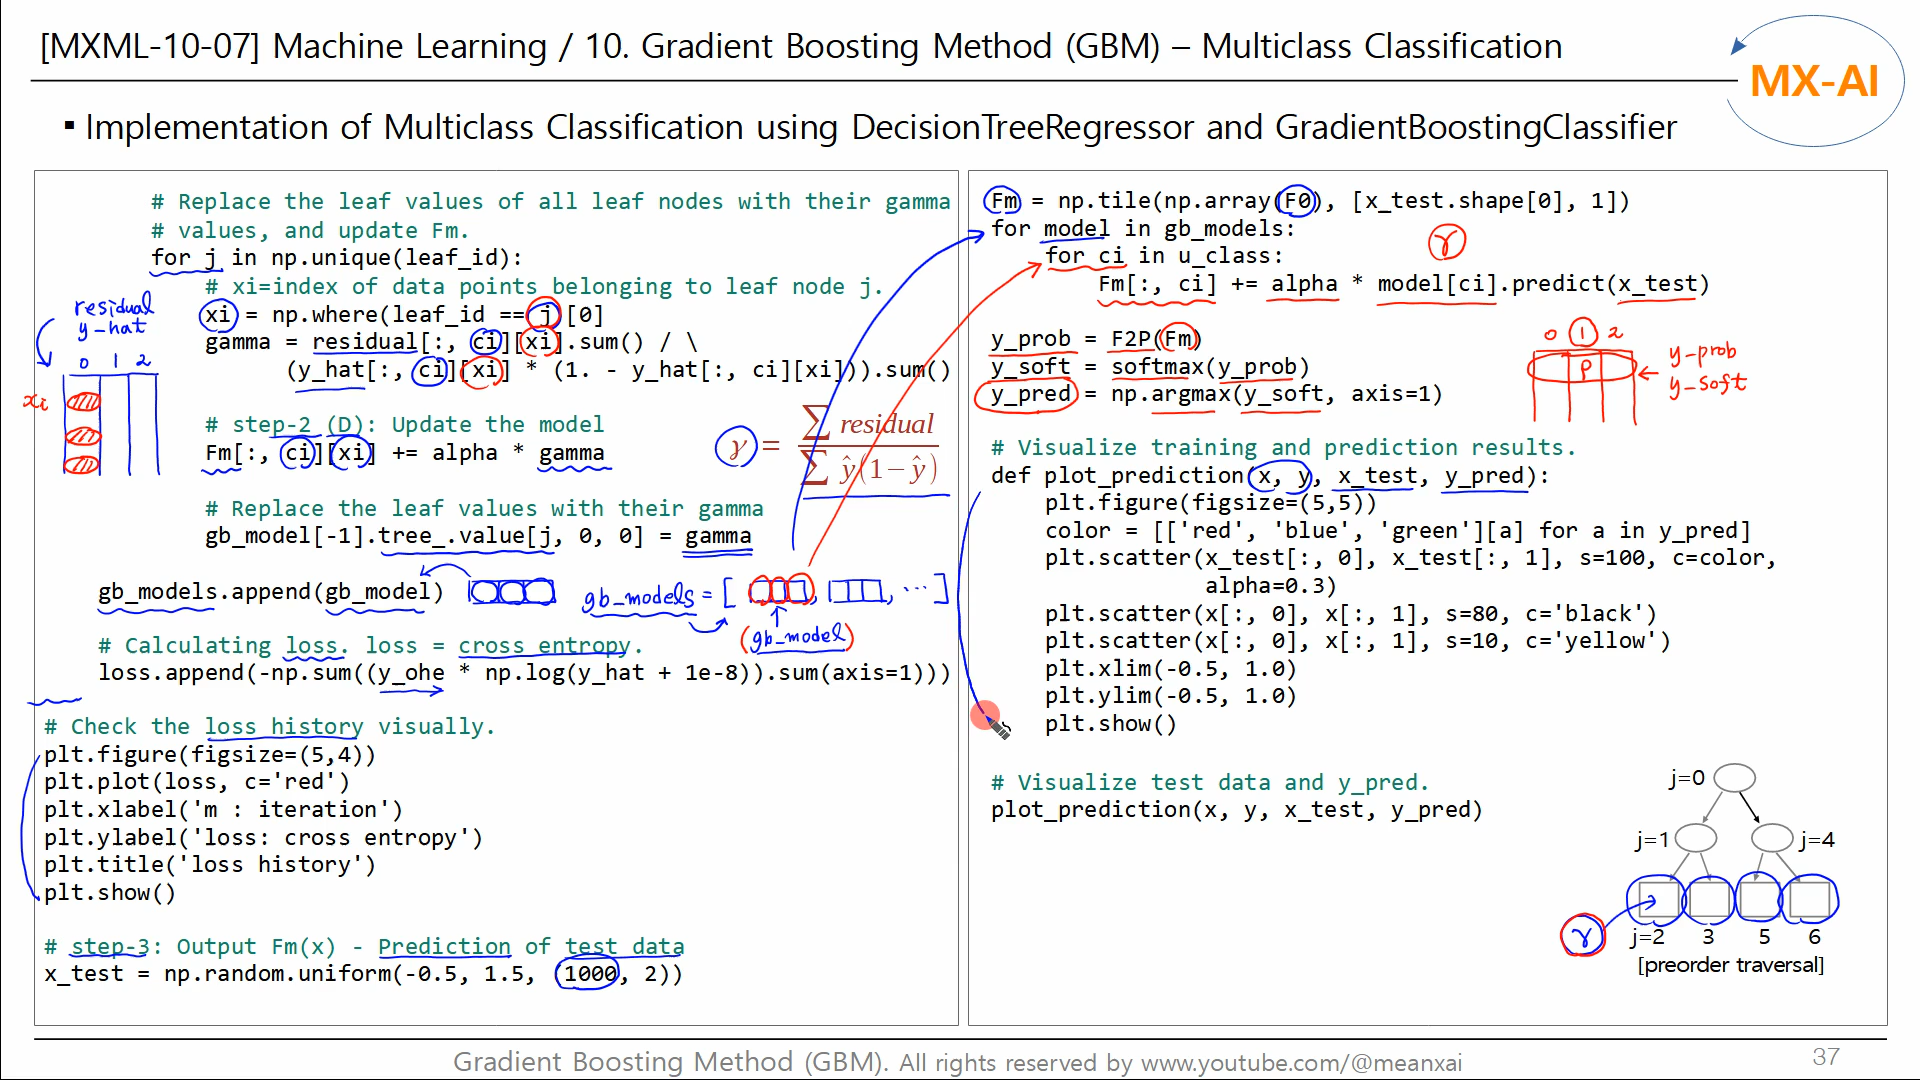 [MXML-10-07] Machine Learning / 10. Gradient Boosting Method (GBM) – Multiclass Classification
MX-AI
▪ Implementation of Multiclass Classification using DecisionTreeRegressor and GradientBoostingClassifier
# Replace the leaf values of all leaf nodes with their gamma
# values, and update Fm.
for j in np.unique(leaf_id):
# xi=index of data points belonging to leaf node j.
xi = np.where(leaf_id == j)[0]
gamma = residual[:, ci][xi].sum() / \
(y_hat[:, ci][xi] * (1. - y_hat[:, ci][xi])).sum()
residual
y-hat
0 1 2
xi
# step-2 (D): Update the model
Fm[:, ci][xi] += alpha * gamma
γ = ∑ residual / ∑ ŷ(1−ŷ)
# Replace the leaf values with their gamma
gb_model[-1].tree_.value[j, 0, 0] = gamma
gb_models.append(gb_model)
gb_models = [ , , ... ]
(gb_model)
# Calculating loss. loss = cross entropy.
loss.append(-np.sum((y_ohe * np.log(y_hat + 1e-8)).sum(axis=1)))
# Check the loss history visually.
plt.figure(figsize=(5,4))
plt.plot(loss, c='red')
plt.xlabel('m : iteration')
plt.ylabel('loss: cross entropy')
plt.title('loss history')
plt.show()
# step-3: Output Fm(x) - Prediction of test data
x_test = np.random.uniform(-0.5, 1.5, (1000, 2))
Fm = np.tile(np.array(F0), [x_test.shape[0], 1])
for model in gb_models:
for ci in u_class:
Fm[:, ci] += alpha * model[ci].predict(x_test)
γ
y_prob = F2P(Fm)
y_soft = softmax(y_prob)
y_pred = np.argmax(y_soft, axis=1)
0 1 2
P
y-prob
y-soft
# Visualize training and prediction results.
def plot_prediction(x, y, x_test, y_pred):
plt.figure(figsize=(5,5))
color = [['red', 'blue', 'green'][a] for a in y_pred]
plt.scatter(x_test[:, 0], x_test[:, 1], s=100, c=color,
alpha=0.3)
plt.scatter(x[:, 0], x[:, 1], s=80, c='black')
plt.scatter(x[:, 0], x[:, 1], s=10, c='yellow')
plt.xlim(-0.5, 1.0)
plt.ylim(-0.5, 1.0)
plt.show()
# Visualize test data and y_pred.
plot_prediction(x, y, x_test, y_pred)
j=0
j=1 j=4
γ
j=2 3 5 6
[preorder traversal]
Gradient Boosting Method (GBM). All rights reserved by www.youtube.com/@meanxai
37